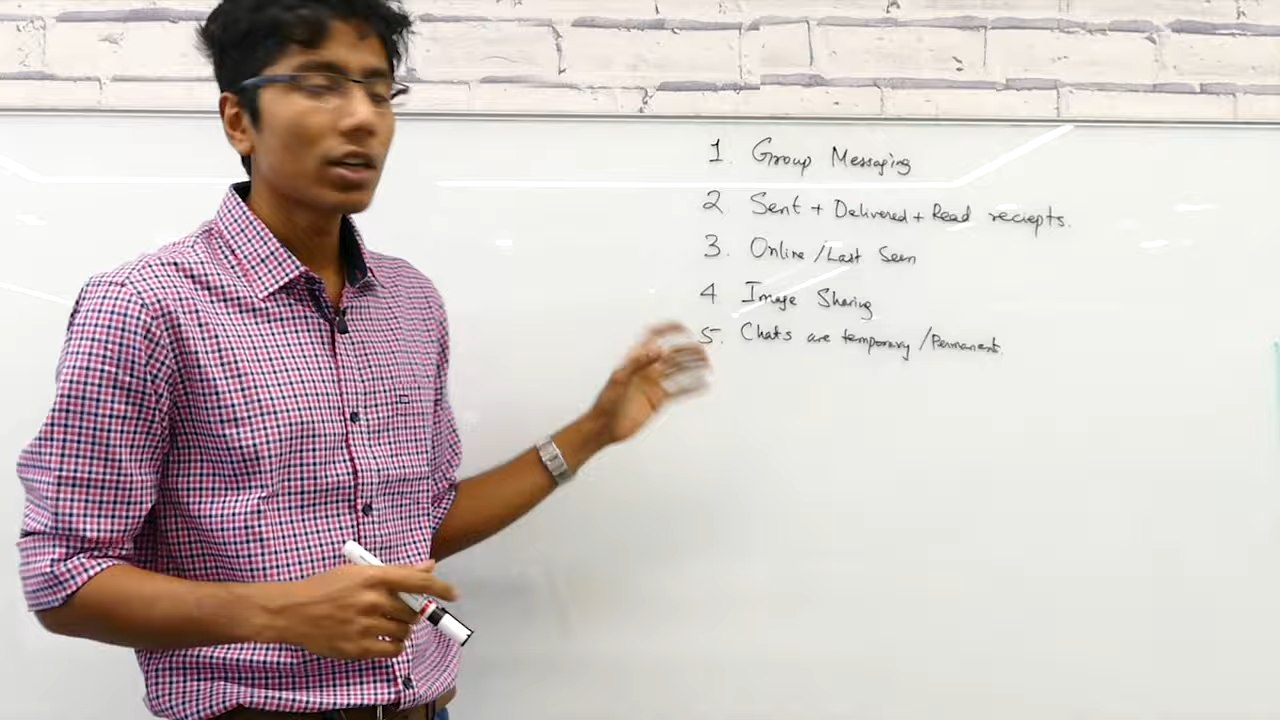 1. Group Messaging
2 Sent + Delivered + Read reciepts.
3. Online / Last Seen
4 Image Sharing
5. Chats are temporary / Permanent.